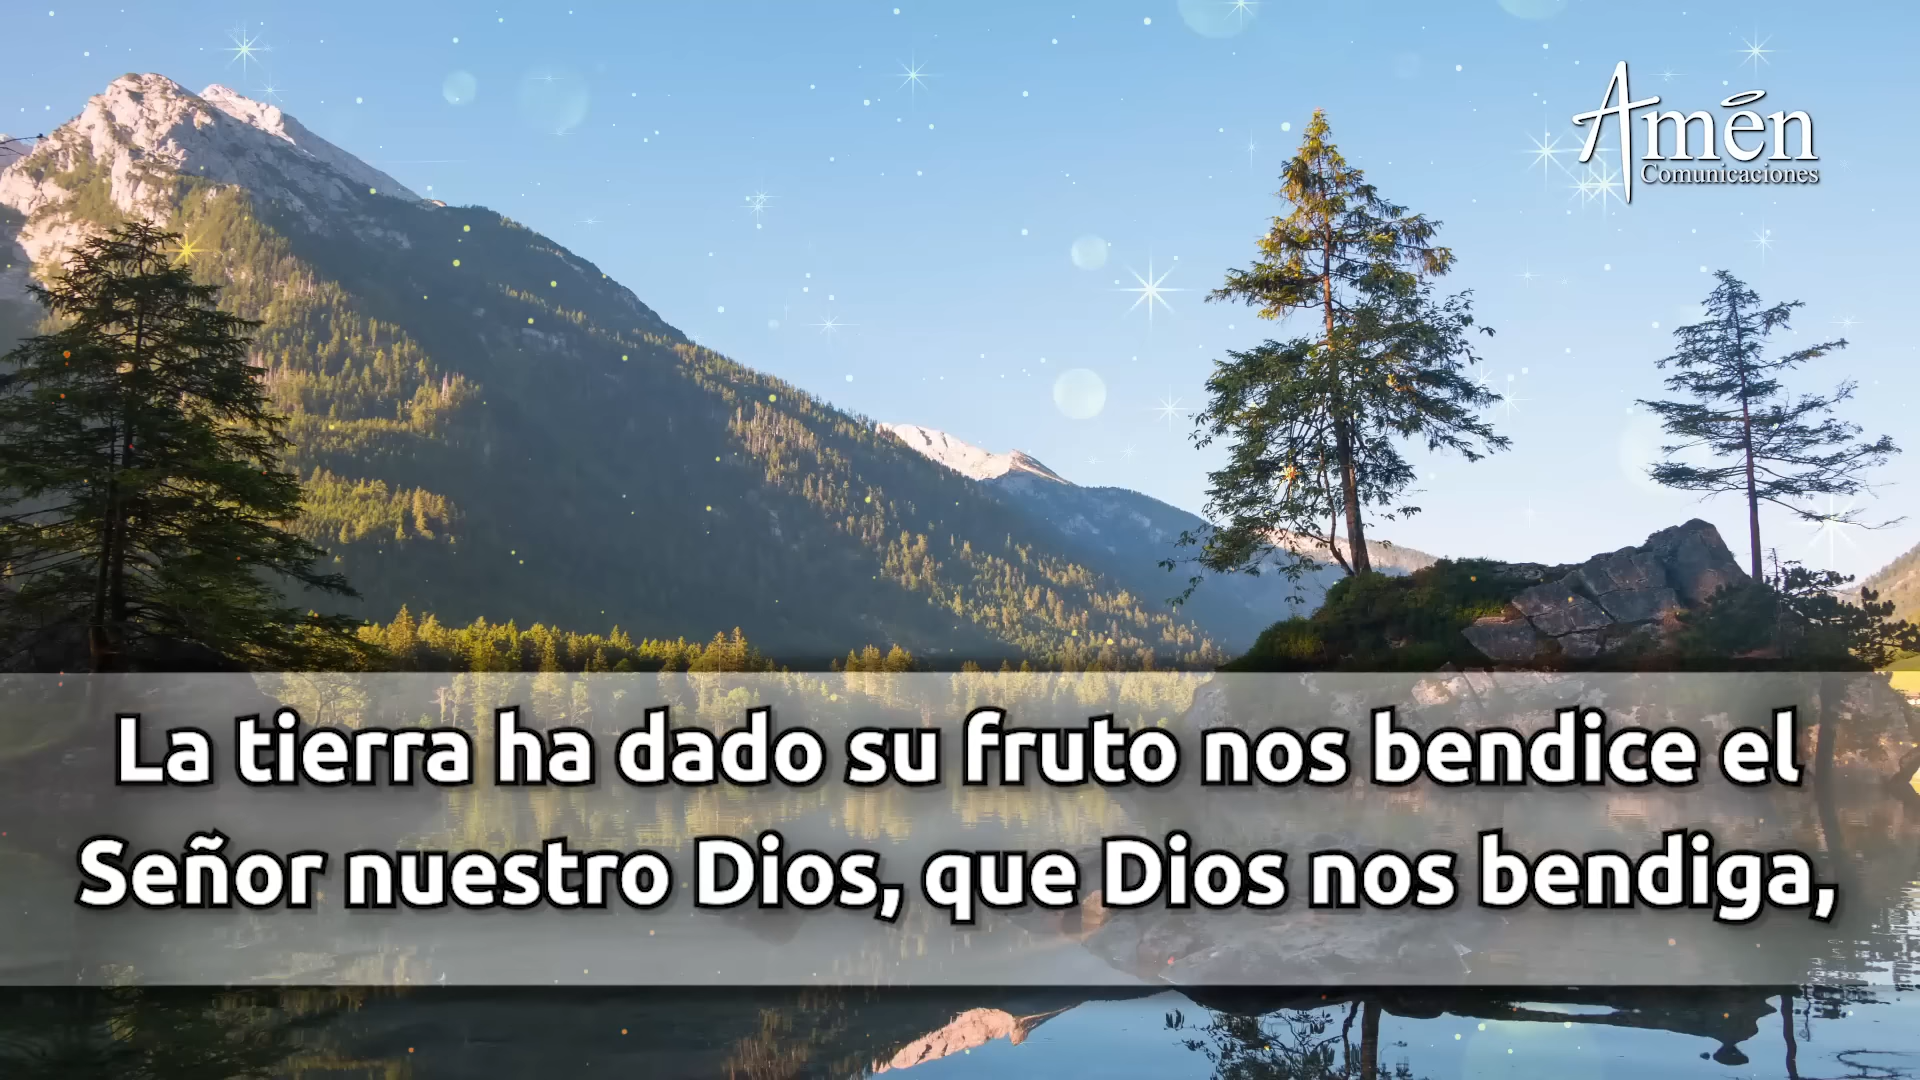 Amén
Comunicaciones
La tierra ha dado su fruto nos bendice el
Señor nuestro Dios, que Dios nos bendiga,